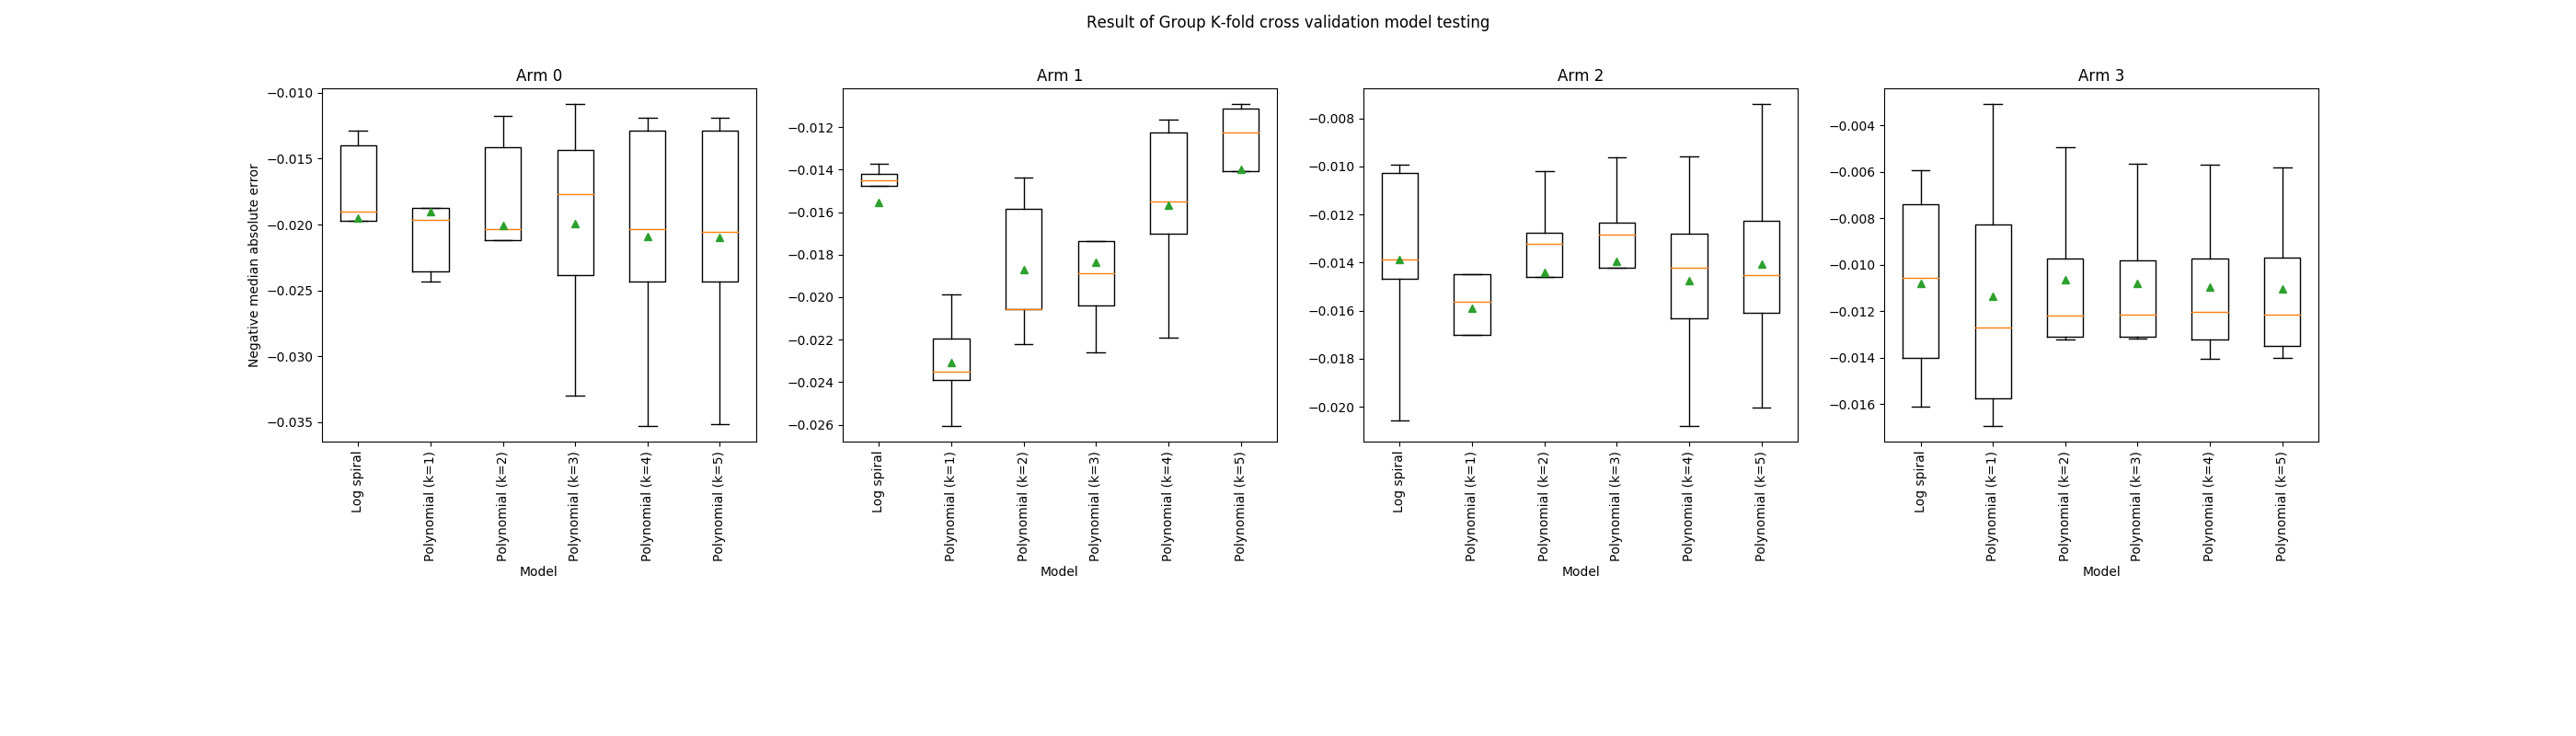 Result of Group K-fold cross validation model testing
Arm 0
Negative median absolute error
−0.010
−0.015
−0.020
−0.025
−0.030
−0.035
Log spiral
Polynomial (k=1)
Polynomial (k=2)
Polynomial (k=3)
Polynomial (k=4)
Polynomial (k=5)
Model
Arm 1
−0.012
−0.014
−0.016
−0.018
−0.020
−0.022
−0.024
−0.026
Log spiral
Polynomial (k=1)
Polynomial (k=2)
Polynomial (k=3)
Polynomial (k=4)
Polynomial (k=5)
Model
Arm 2
−0.008
−0.010
−0.012
−0.014
−0.016
−0.018
−0.020
Log spiral
Polynomial (k=1)
Polynomial (k=2)
Polynomial (k=3)
Polynomial (k=4)
Polynomial (k=5)
Model
Arm 3
−0.004
−0.006
−0.008
−0.010
−0.012
−0.014
−0.016
Log spiral
Polynomial (k=1)
Polynomial (k=2)
Polynomial (k=3)
Polynomial (k=4)
Polynomial (k=5)
Model